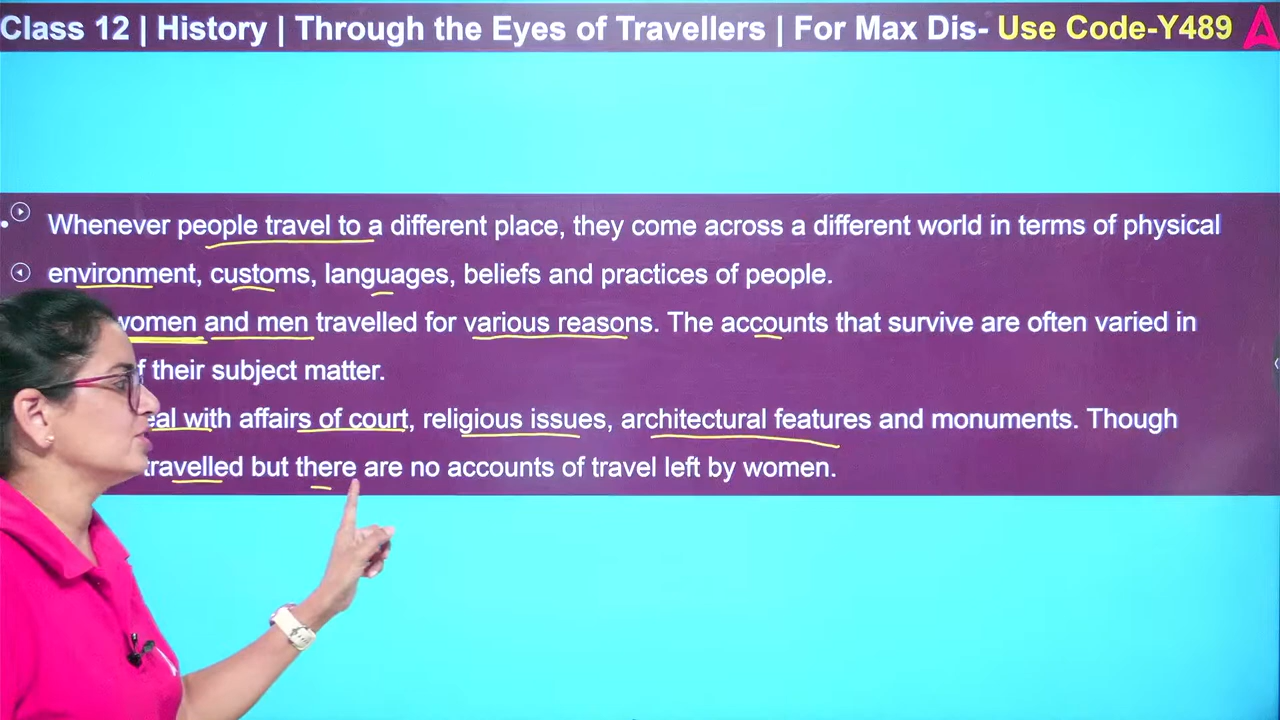 Class 12 | History | Through the Eyes of Travellers | For Max Dis- Use Code-Y489
• Whenever people travel to a different place, they come across a different world in terms of physical
environment, customs, languages, beliefs and practices of people.
women and men travelled for various reasons. The accounts that survive are often varied in
their subject matter.
with affairs of court, religious issues, architectural features and monuments. Though
travelled but there are no accounts of travel left by women.